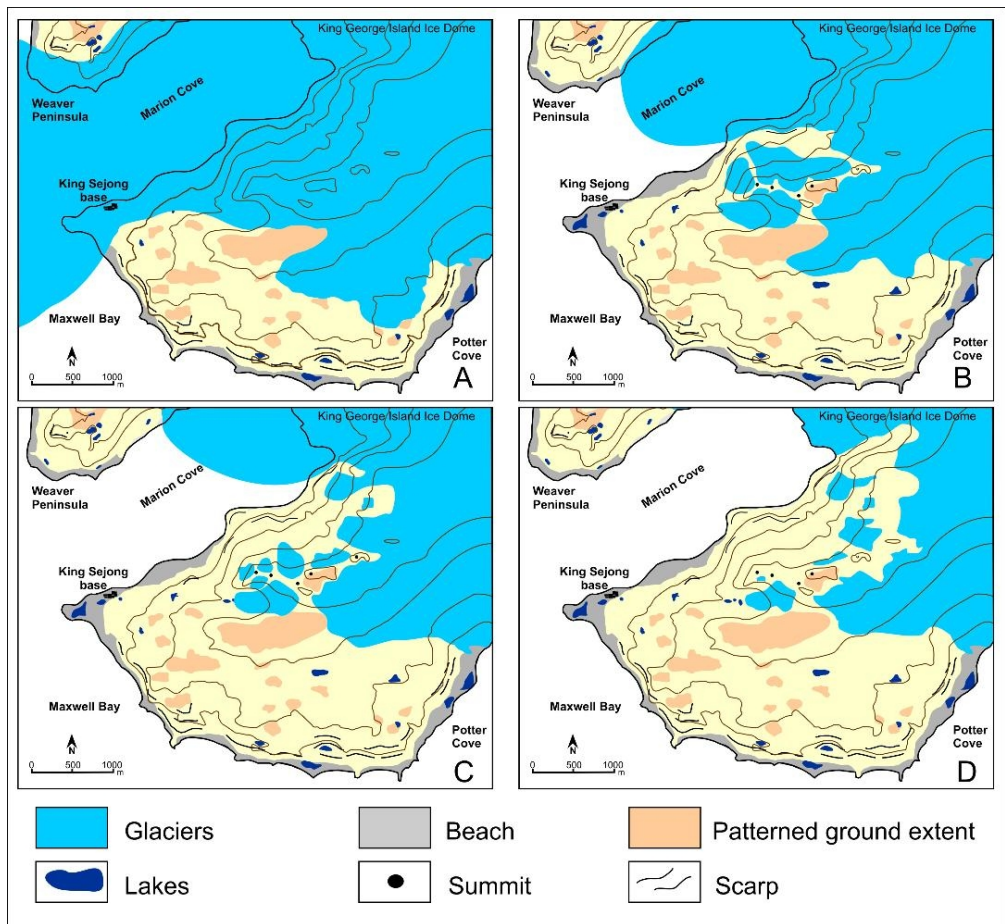 King George Island Ice Dome
Marion Cove
Weaver
Peninsula
King Sejong
base
Maxwell Bay
Potter
Cove
N
0 500 1000
m
A
King George Island Ice Dome
Marion Cove
Weaver
Peninsula
King Sejong
base
Maxwell Bay
Potter
Cove
N
0 500 1000
m
B
King George Island Ice Dome
Marion Cove
Weaver
Peninsula
King Sejong
base
Maxwell Bay
Potter
Cove
N
0 500 1000
m
C
King George Island Ice Dome
Marion Cove
Weaver
Peninsula
King Sejong
base
Maxwell Bay
Potter
Cove
N
0 500 1000
m
D
Glaciers Beach Patterned ground extent
Lakes Summit Scarp